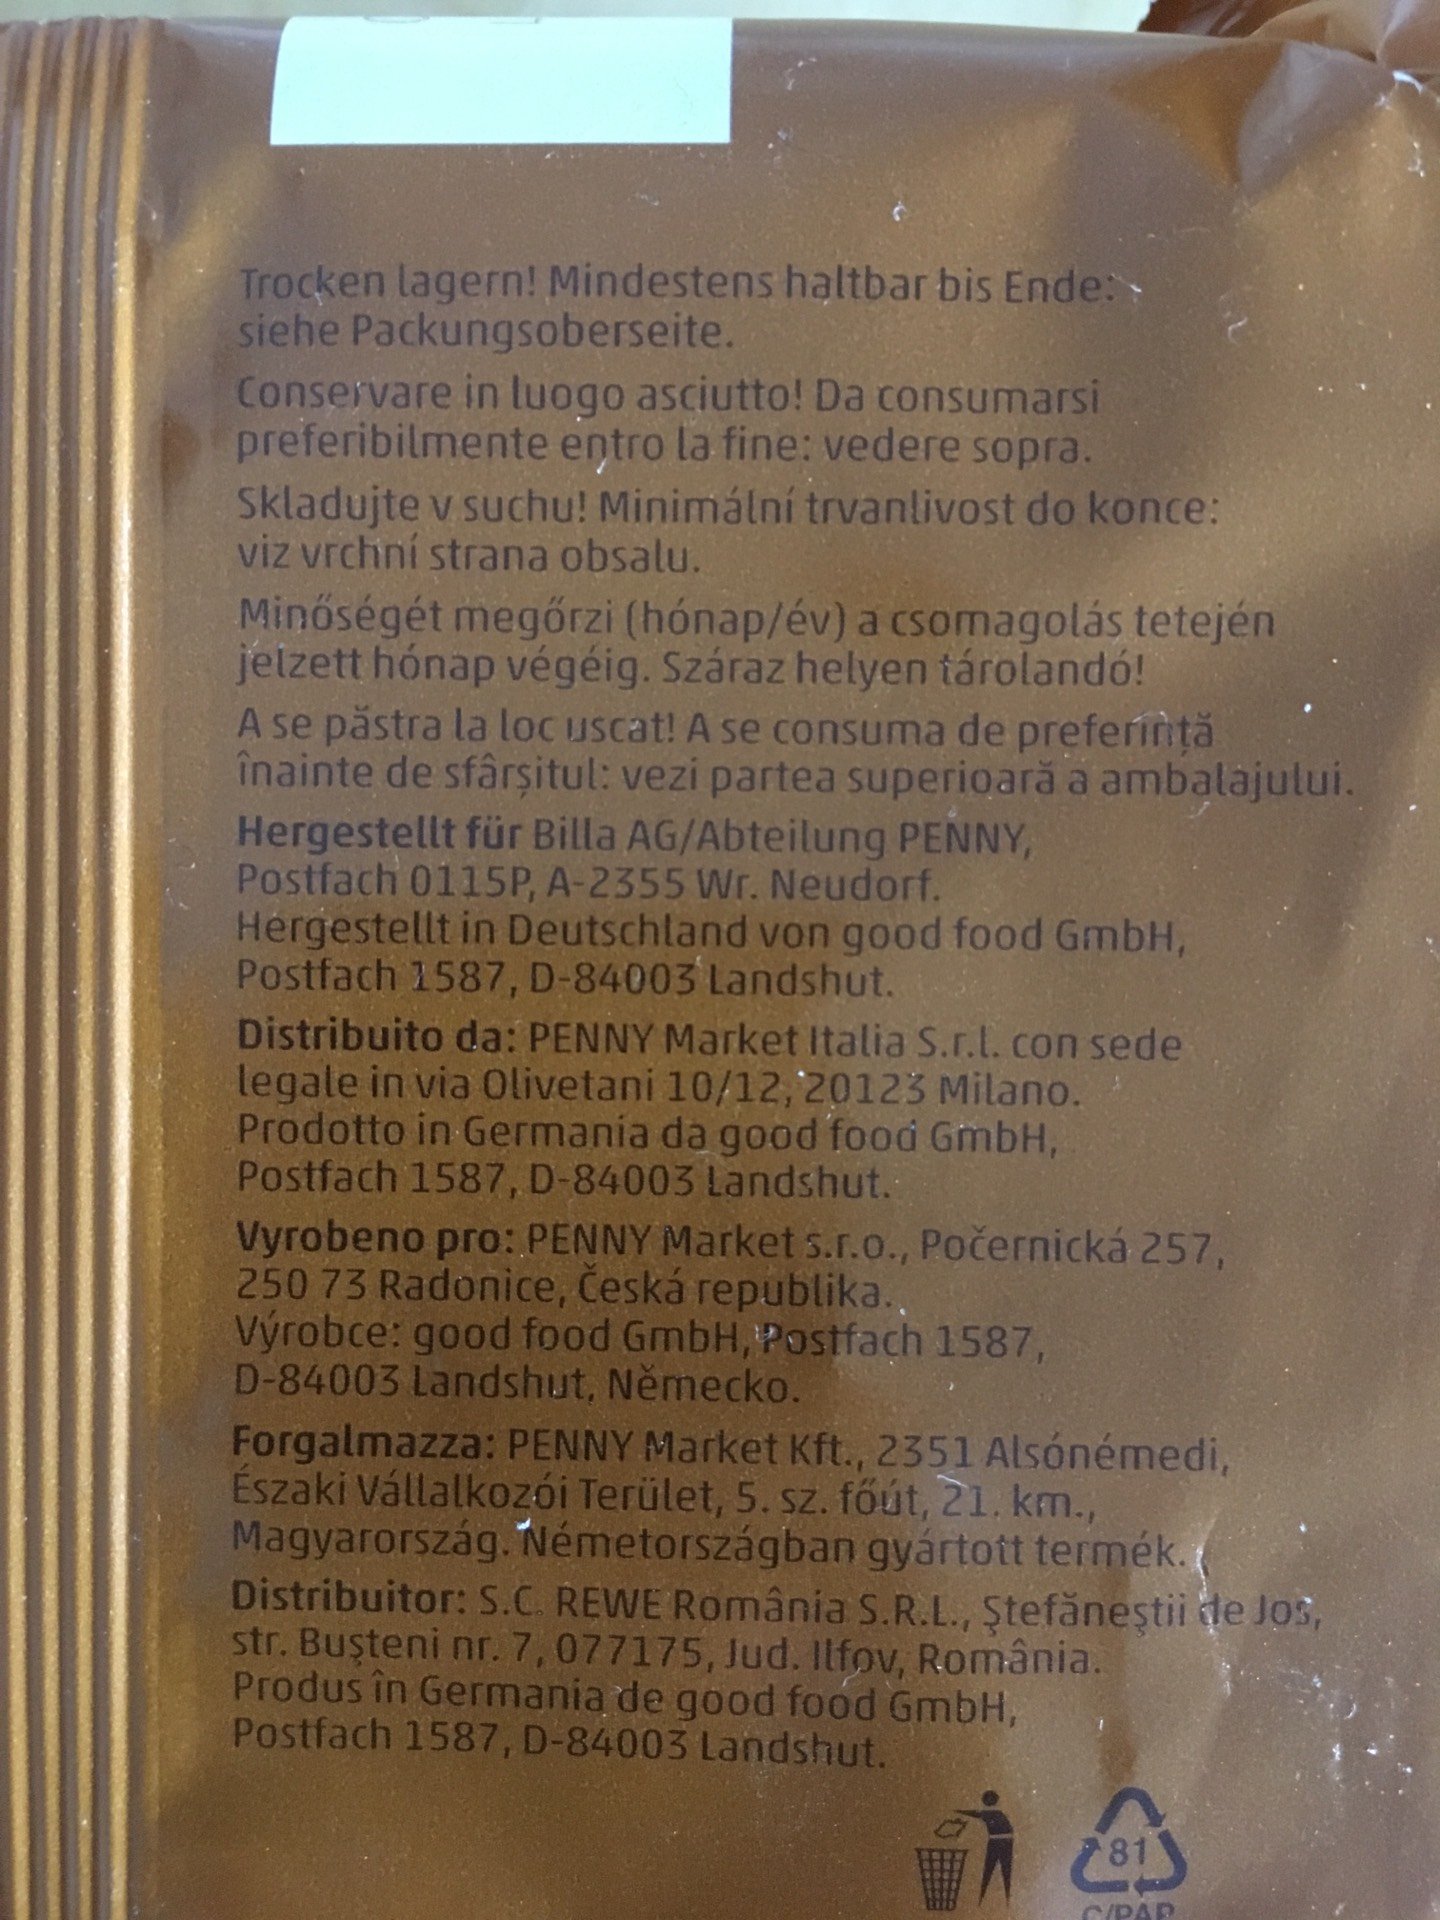 Trocken lagern! Mindestens haltbar bis Ende:
siehe Packungsoberseite.
Conservare in luogo asciutto! Da consumarsi
preferibilmente entro la fine: vedere sopra.
Skladujte v suchu! Minimální trvanlivost do konce:
viz vrchní strana obsalu.
Minőségét megőrzi (hónap/év) a csomagolás tetején
jelzett hónap végéig. Száraz helyen tárolandó!
A se păstra la loc uscat! A se consuma de preferință
înainte de sfârșitul: vezi partea superioară a ambalajului.
Hergestellt für Billa AG/Abteilung PENNY,
Postfach 0115P, A-2355 Wr. Neudorf.
Hergestellt in Deutschland von good food GmbH,
Postfach 1587, D-84003 Landshut.
Distribuito da: PENNY Market Italia S.r.l. con sede
legale in via Olivetani 10/12, 20123 Milano.
Prodotto in Germania da good food GmbH,
Postfach 1587, D-84003 Landshut.
Vyrobeno pro: PENNY Market s.r.o., Počernická 257,
250 73 Radonice, Česká republika.
Výrobce: good food GmbH, Postfach 1587,
D-84003 Landshut, Německo.
Forgalmazza: PENNY Market Kft., 2351 Alsónémedi,
Északi Vállalkozói Terület, 5. sz. főút, 21. km.,
Magyarország. Németországban gyártott termék.
Distribuitor: S.C. REWE România S.R.L., Ştefăneştii de Jos,
str. Buşteni nr. 7, 077175, Jud. Ilfov, România.
Produs în Germania de good food GmbH,
Postfach 1587, D-84003 Landshut.
81
C/PAP